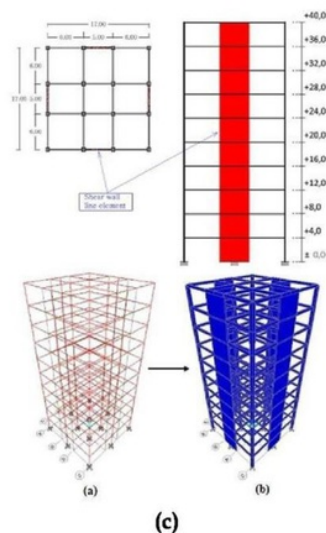 17.00
6.00 5.00 6.00
6.00
17.00
5.00
6.00
Shear wall
line element
+40,0
+36,0
+32,0
+28,0
+24,0
+20,0
+16,0
+12,0
+8,0
+4,0
± 0,0
(a)
(b)
(c)